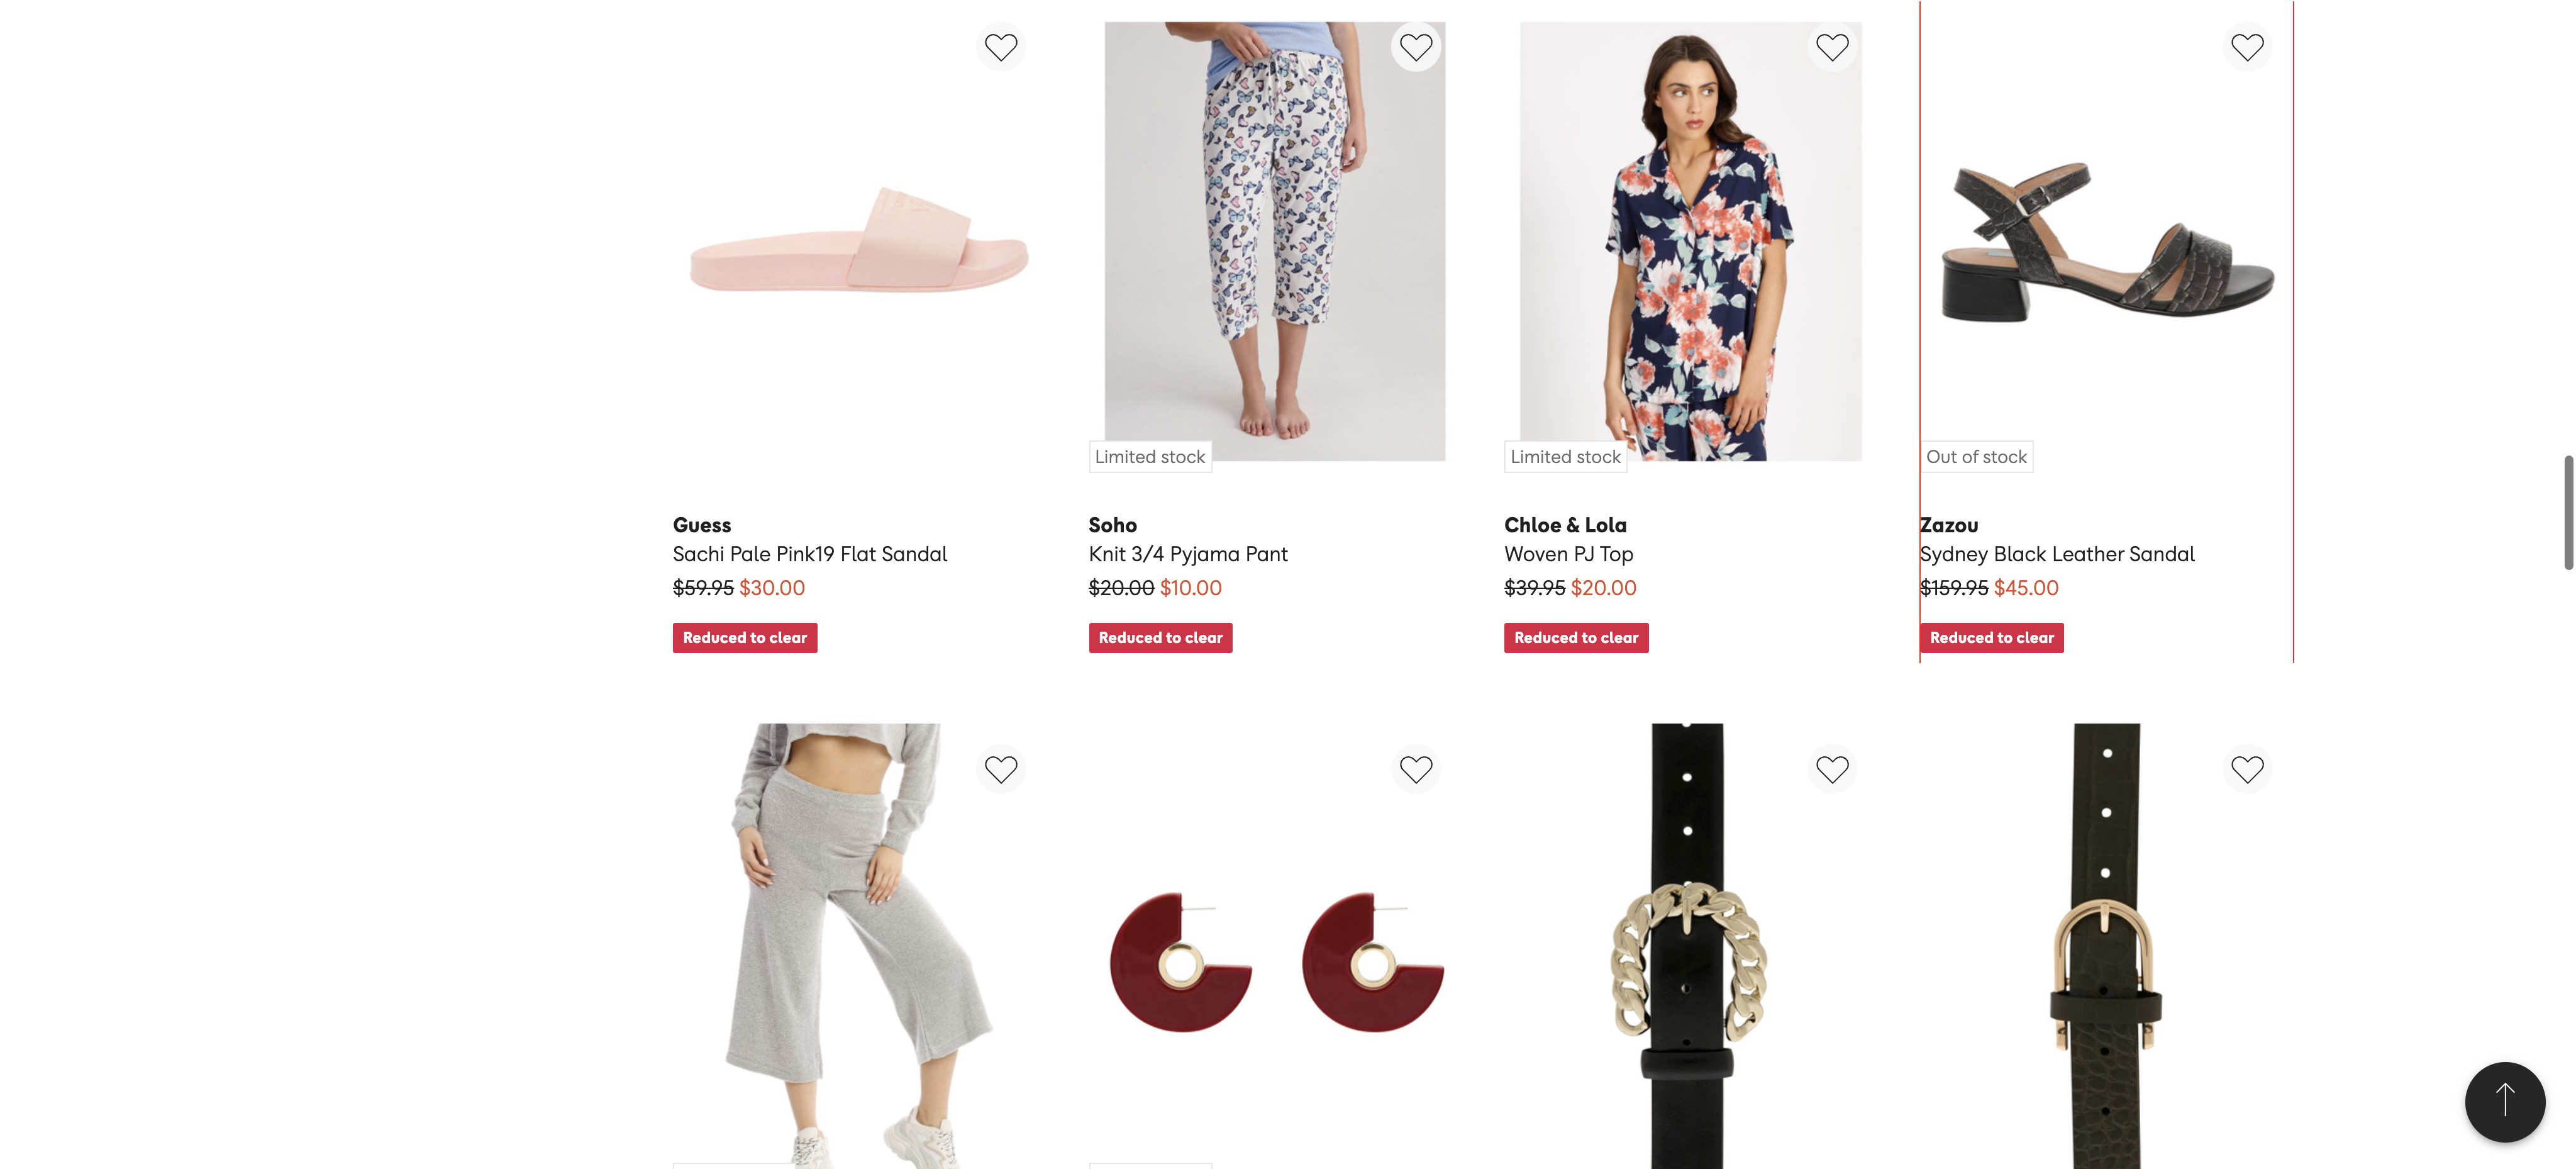 Limited stock
Limited stock
Out of stock
Guess
Sachi Pale Pink19 Flat Sandal
$59.95 $30.00
Reduced to clear
Soho
Knit 3/4 Pyjama Pant
$20.00 $10.00
Reduced to clear
Chloe & Lola
Woven PJ Top
$39.95 $20.00
Reduced to clear
Zazou
Sydney Black Leather Sandal
$159.95 $45.00
Reduced to clear